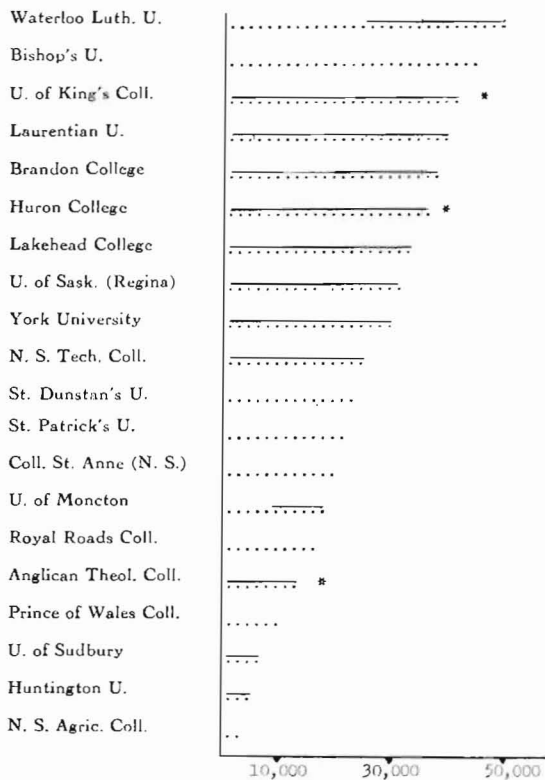 Waterloo Luth. U.
Bishop's U.
U. of King's Coll. *
Laurentian U.
Brandon College
Huron College *
Lakehead College
U. of Sask. (Regina)
York University
N. S. Tech. Coll.
St. Dunstan's U.
St. Patrick's U.
Coll. St. Anne (N. S.)
U. of Moncton
Royal Roads Coll.
Anglican Theol. Coll. *
Prince of Wales Coll.
U. of Sudbury
Huntington U.
N. S. Agric. Coll.
10,000 30,000 50,000